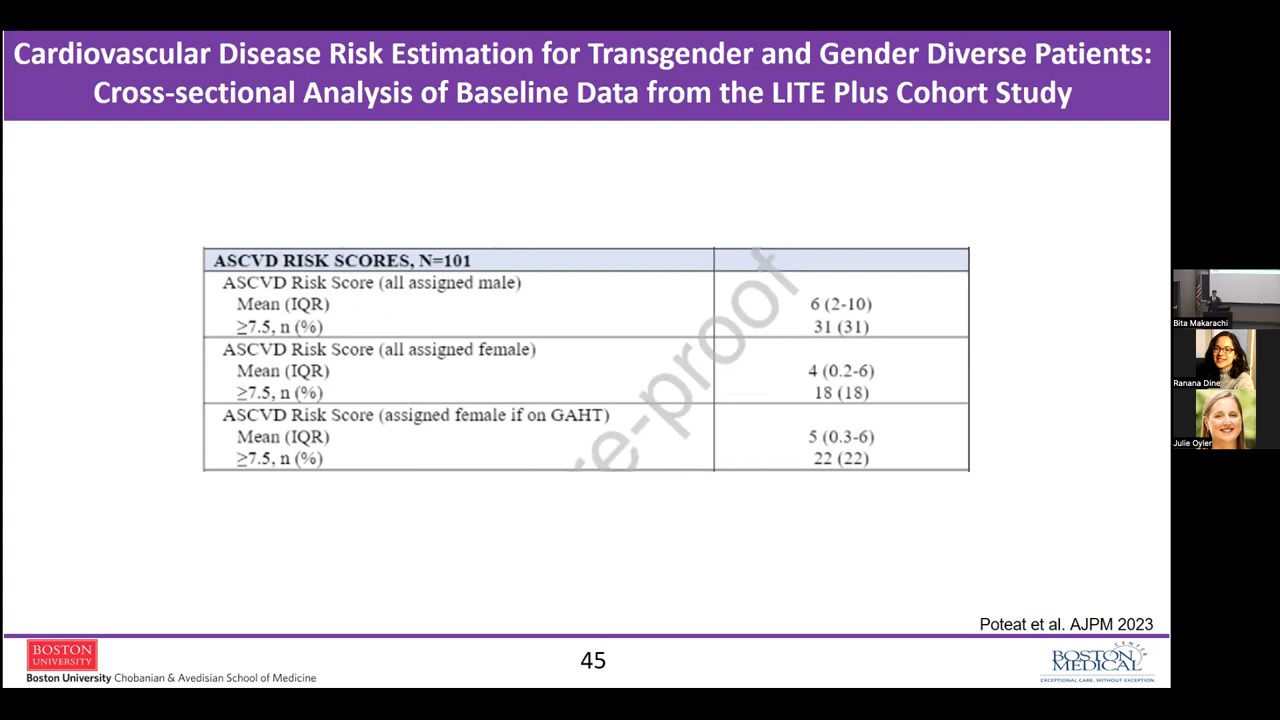 Cardiovascular Disease Risk Estimation for Transgender and Gender Diverse Patients:
Cross-sectional Analysis of Baseline Data from the LITE Plus Cohort Study
ASCVD RISK SCORES, N=101
ASCVD Risk Score (all assigned male)
Mean (IQR) 6 (2-10)
≥7.5, n (%) 31 (31)
ASCVD Risk Score (all assigned female)
Mean (IQR) 4 (0.2-6)
≥7.5, n (%) 18 (18)
ASCVD Risk Score (assigned female if on GAHT)
Mean (IQR) 5 (0.3-6)
≥7.5, n (%) 22 (22)
re-proof
Bita Makarachi
Ranana Dine
Julie Oyler
Poteat et al. AJPM 2023
BOSTON
UNIVERSITY
Boston University Chobanian & Avedisian School of Medicine
45
BOSTON
MEDICAL
CENTER
EXCEPTIONAL CARE. WITHOUT EXCEPTION.